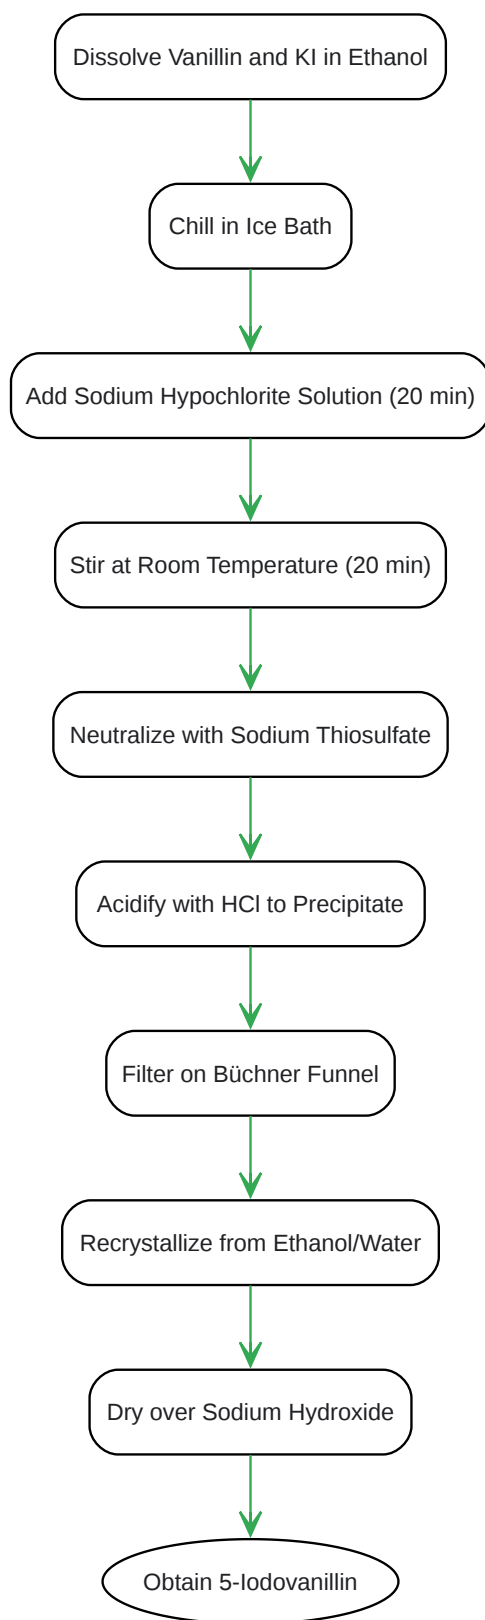 Dissolve Vanillin and KI in Ethanol
Chill in Ice Bath
Add Sodium Hypochlorite Solution (20 min)
Stir at Room Temperature (20 min)
Neutralize with Sodium Thiosulfate
Acidify with HCl to Precipitate
Filter on Büchner Funnel
Recrystallize from Ethanol/Water
Dry over Sodium Hydroxide
Obtain 5-Iodovanillin